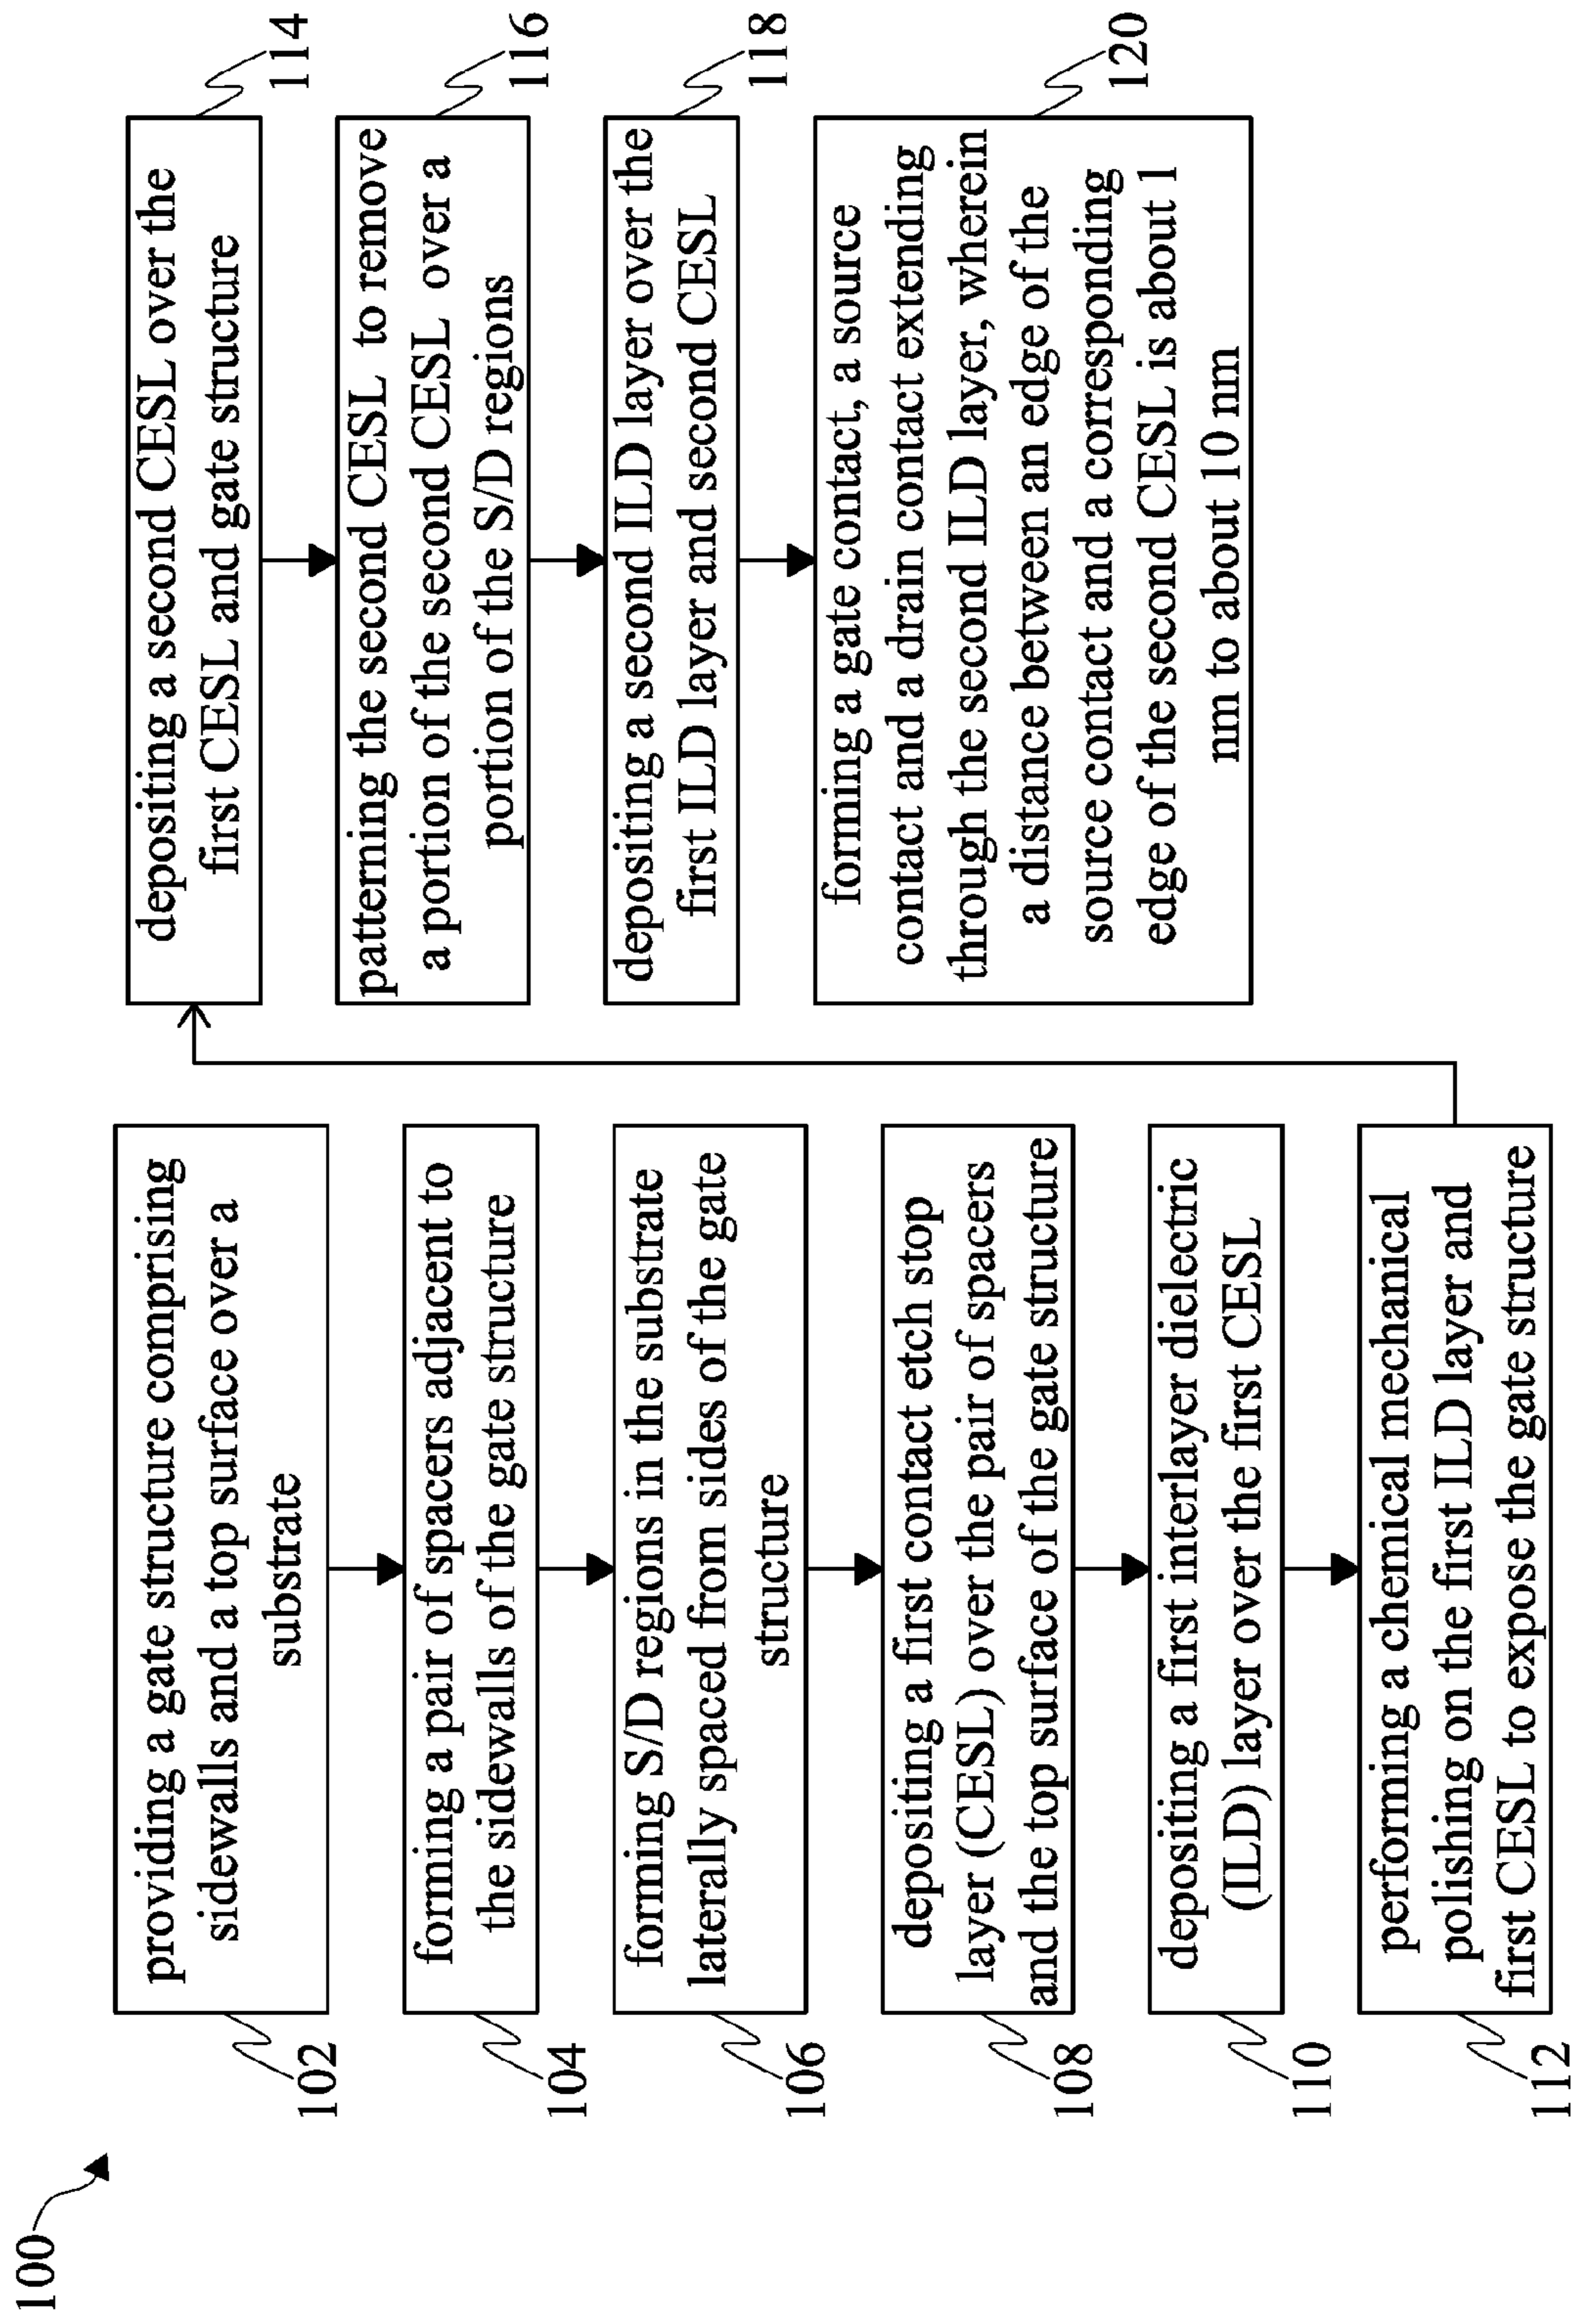 100
102
providing a gate structure comprising
sidewalls and a top surface over a
substrate
104
forming a pair of spacers adjacent to
the sidewalls of the gate structure
106
forming S/D regions in the substrate
laterally spaced from sides of the gate
structure
108
depositing a first contact etch stop
layer (CESL) over the pair of spacers
and the top surface of the gate structure
110
depositing a first interlayer dielectric
(ILD) layer over the first CESL
112
performing a chemical mechanical
polishing on the first ILD layer and
first CESL to expose the gate structure
114
depositing a second CESL over the
first CESL and gate structure
116
patterning the second CESL to remove
a portion of the second CESL over a
portion of the S/D regions
118
depositing a second ILD layer over the
first ILD layer and second CESL
120
forming a gate contact, a source
contact and a drain contact extending
through the second ILD layer, wherein
a distance between an edge of the
source contact and a corresponding
edge of the second CESL is about 1
nm to about 10 nm